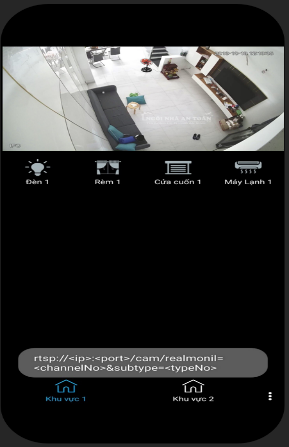 Đèn 1
Rèm 1
Cửa cuốn 1
Máy Lạnh 1
rtsp://<ip>:<port>/cam/realmonil=
<channelNo>&subtype=<typeNo>
Khu vực 1
Khu vực 2